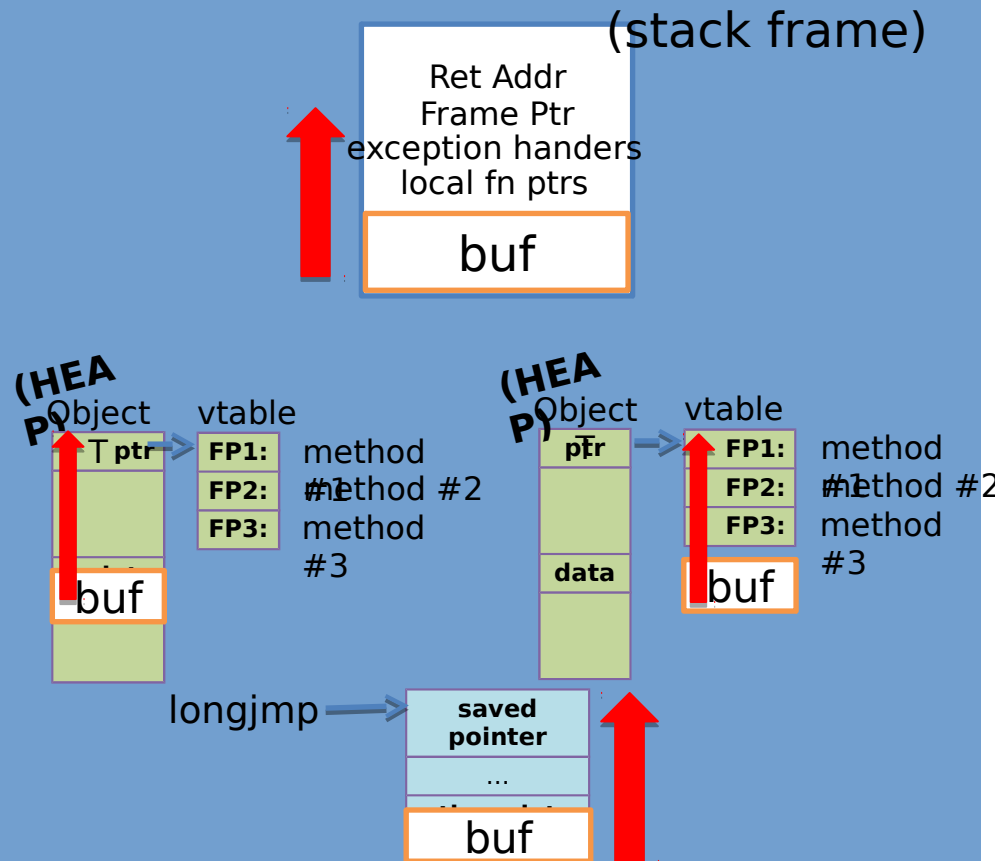 (stack frame)
Ret Addr
Frame Ptr
exception handers
local fn ptrs
buf
(HEA
P)
Object
T
ptr
vtable
FP1:
method
#1
FP2:
method #2
FP3:
method
#3
buf
(HEA
P)
Object
T
ptr
vtable
FP1:
method
#1
FP2:
method #2
FP3:
method
#3
data
buf
longjmp
saved
pointer
...
buf